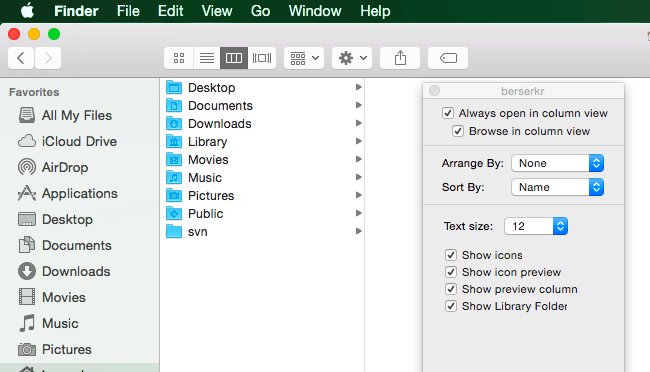 Finder File Edit View Go Window Help
Favorites
All My Files
iCloud Drive
AirDrop
Applications
Desktop
Documents
Downloads
Movies
Music
Pictures
Desktop
Documents
Downloads
Library
Movies
Music
Pictures
Public
svn
berserkr
Always open in column view
Browse in column view
Arrange By: None
Sort By: Name
Text size: 12
Show icons
Show icon preview
Show preview column
Show Library Folder